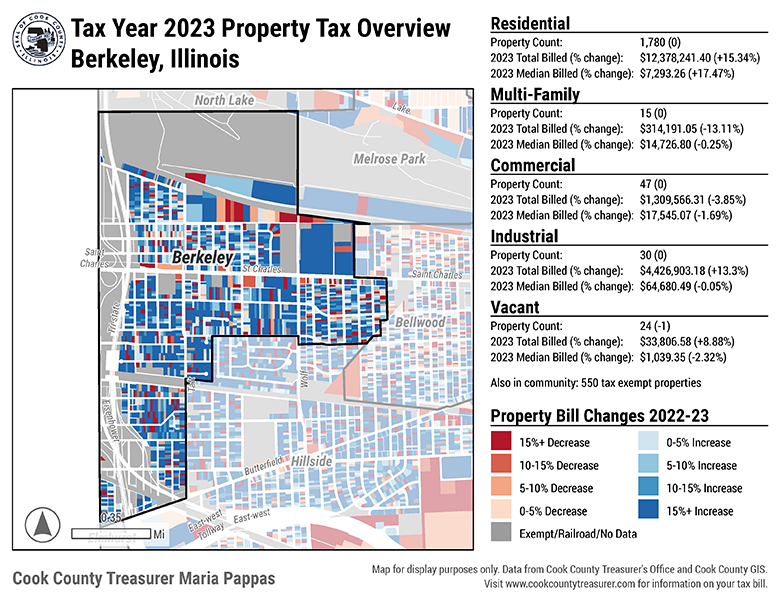 Tax Year 2023 Property Tax Overview
Berkeley, Illinois
SEAL OF COOK COUNTY
ILLINOIS
North Lake
Lake
Melrose Park
Saint
Charles
Berkeley
St Charles
Saint Charles
Tri-state
Bellwood
Wolf
Eisenhower
Butterfield
Hillside
East-west
Tollway
East-west
0.35
Mi
Elmhurst
Residential
Property Count: 1,780 (0)
2023 Total Billed (% change): $12,378,241.40 (+15.34%)
2023 Median Billed (% change): $7,293.26 (+17.47%)
Multi-Family
Property Count: 15 (0)
2023 Total Billed (% change): $314,191.05 (-13.11%)
2023 Median Billed (% change): $14,726.80 (-0.25%)
Commercial
Property Count: 47 (0)
2023 Total Billed (% change): $1,309,566.31 (-3.85%)
2023 Median Billed (% change): $17,545.07 (-1.69%)
Industrial
Property Count: 30 (0)
2023 Total Billed (% change): $4,426,903.18 (+13.3%)
2023 Median Billed (% change): $64,680.49 (-0.05%)
Vacant
Property Count: 24 (-1)
2023 Total Billed (% change): $33,806.58 (+8.88%)
2023 Median Billed (% change): $1,039.35 (-2.32%)
Also in community: 550 tax exempt properties
Property Bill Changes 2022-23
15%+ Decrease
0-5% Increase
10-15% Decrease
5-10% Increase
5-10% Decrease
10-15% Increase
0-5% Decrease
15%+ Increase
Exempt/Railroad/No Data
Cook County Treasurer Maria Pappas
Map for display purposes only. Data from Cook County Treasurer's Office and Cook County GIS.
Visit www.cookcountytreasurer.com for information on your tax bill.